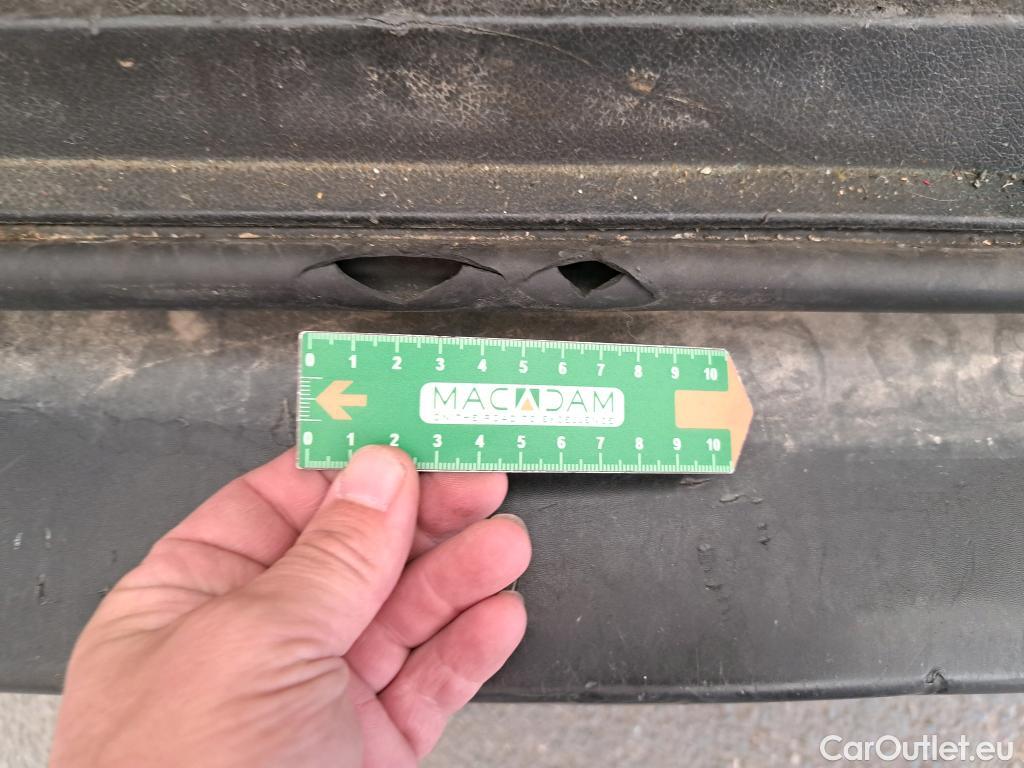 0 1 2 3 4 5 6 7 8 9 10
MACADAM
ON THE ROAD TO EXCELLENCE
0 1 2 3 4 5 6 7 8 9 10
CarOutlet.eu